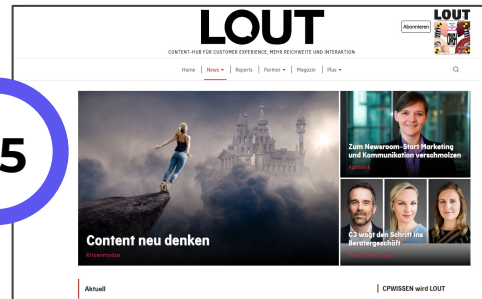 LOUT
CONTENT-HUB FÜR CUSTOMER EXPERIENCE, MEHR REICHWEITE UND INTERAKTION
Abonnieren
LOUT
Home
News
Reports
Partner
Magazin
Plus
5
Content neu denken
Krisenmodus
Zum Newsroom-Start Marketing
und Kommunikation verschmolzen
C3 wagt den Schritt ins
Beratergeschäft
Aktuell
CPWISSEN wird LOUT